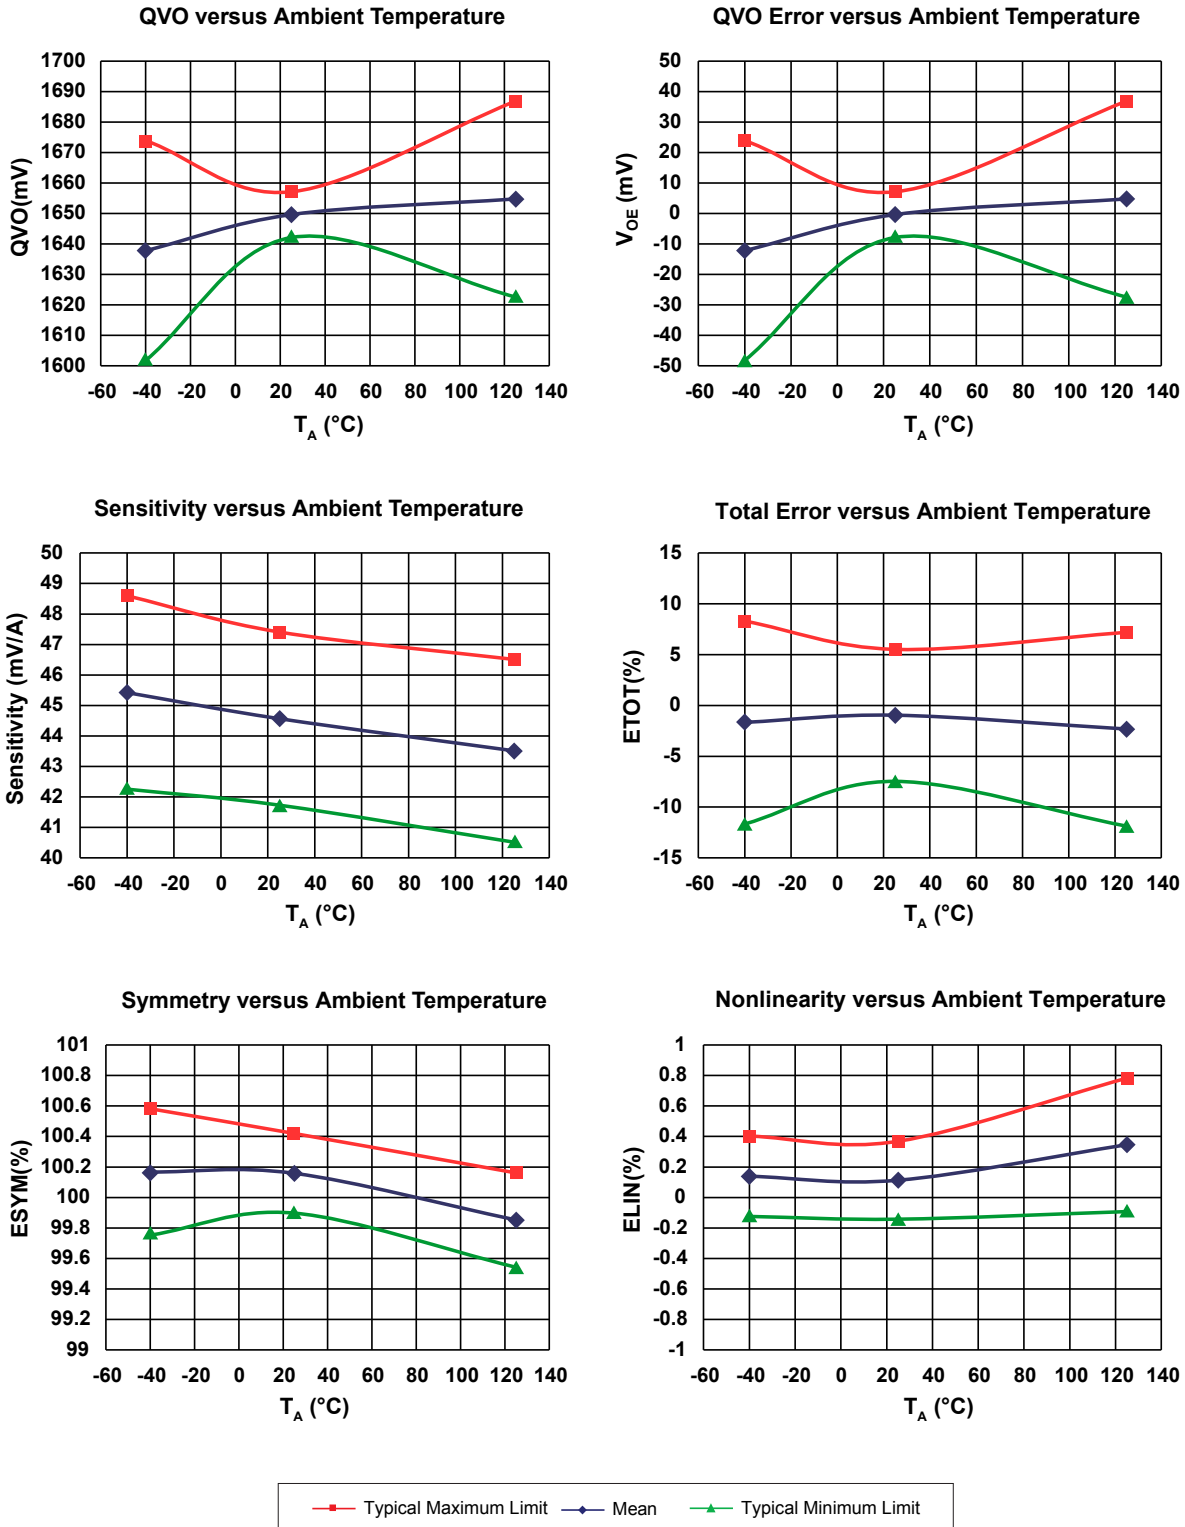 QVO versus Ambient Temperature
1700
1690
1680
1670
1660
1650
1640
1630
1620
1610
1600
QVO(mV)
-60 -40 -20 0 20 40 60 80 100 120 140
TA (°C)
QVO Error versus Ambient Temperature
50
40
30
20
10
0
-10
-20
-30
-40
-50
VOE (mV)
-60 -40 -20 0 20 40 60 80 100 120 140
TA (°C)
Sensitivity versus Ambient Temperature
50
49
48
47
46
45
44
43
42
41
40
Sensitivity (mV/A)
-60 -40 -20 0 20 40 60 80 100 120 140
TA (°C)
Total Error versus Ambient Temperature
15
10
5
0
-5
-10
-15
ETOT(%)
-60 -40 -20 0 20 40 60 80 100 120 140
TA (°C)
Symmetry versus Ambient Temperature
101
100.8
100.6
100.4
100.2
100
99.8
99.6
99.4
99.2
99
ESYM(%)
-60 -40 -20 0 20 40 60 80 100 120 140
TA (°C)
Nonlinearity versus Ambient Temperature
1
0.8
0.6
0.4
0.2
0
-0.2
-0.4
-0.6
-0.8
-1
ELIN(%)
-60 -40 -20 0 20 40 60 80 100 120 140
TA (°C)
Typical Maximum Limit Mean Typical Minimum Limit